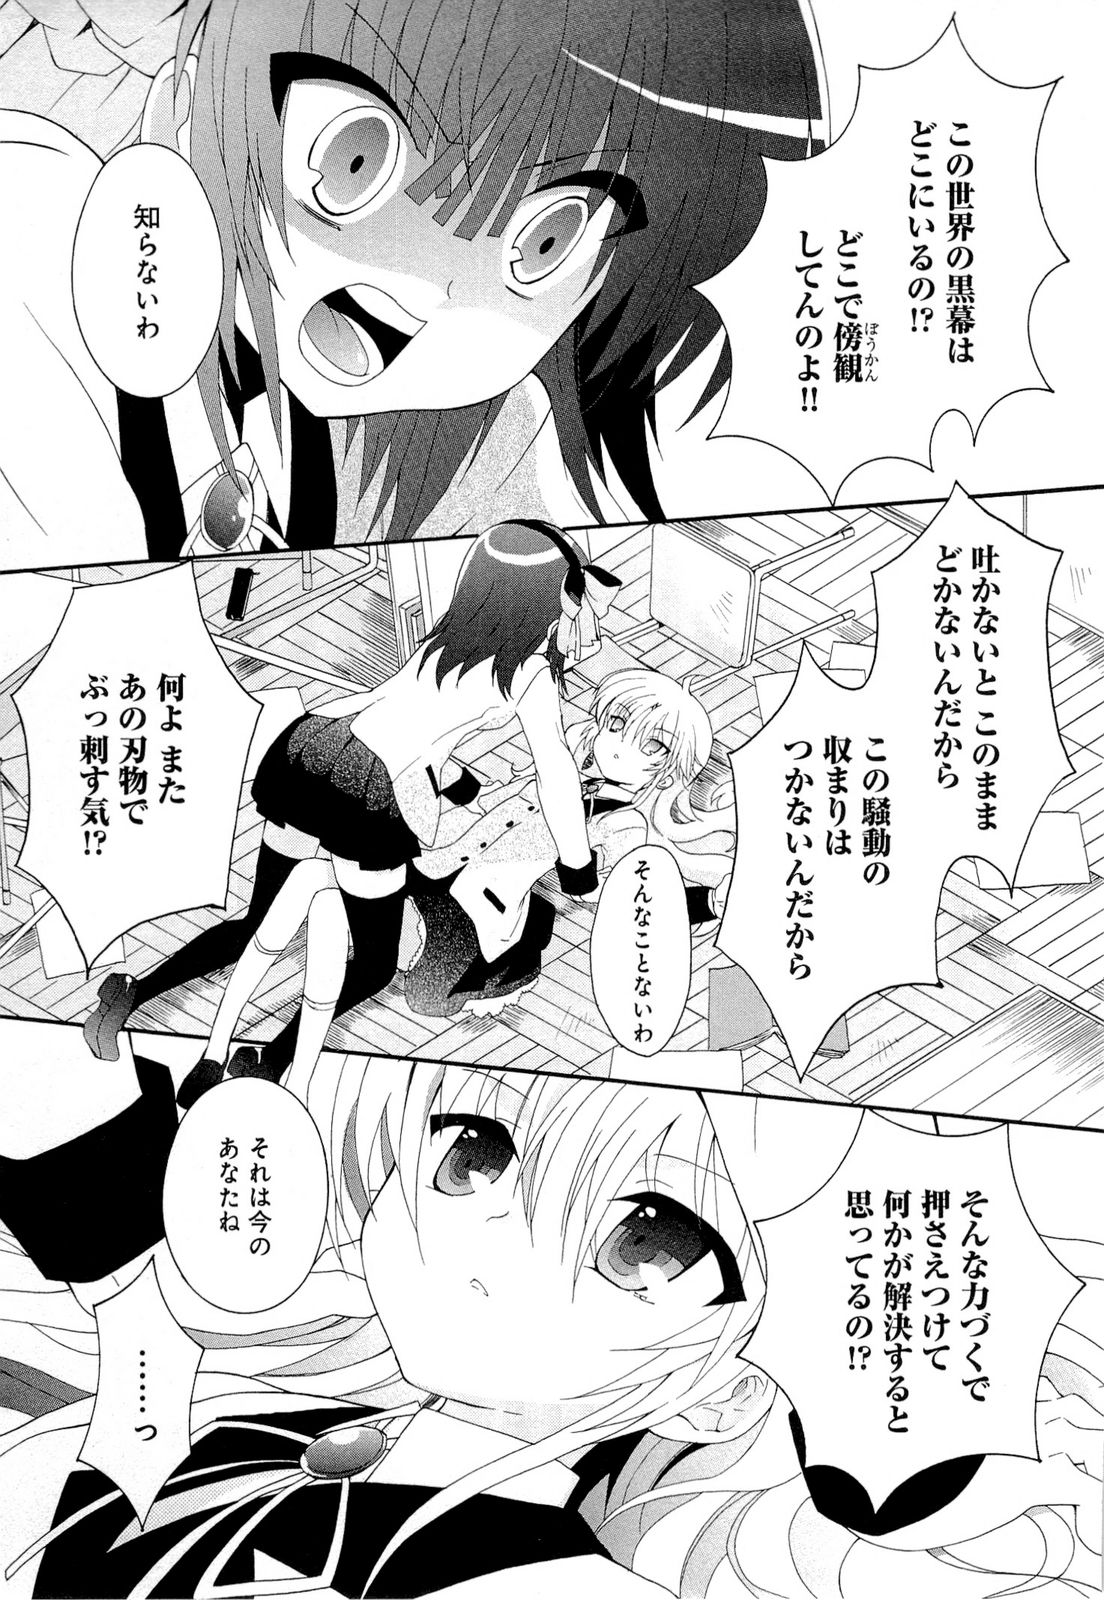 この世界の黒幕は
どこにいるの!?
どこで傍観
ぼうかん
してんのよ!!
知らないわ
吐かないと このまま
どかないんだから
この騒動の
収まりは
つかないんだから
そんなことないわ
何よ また
あの刃物で
ぶっ刺す気!?
そんな力づくで
押さえつけて
何かが解決すると
思ってるの!?
それは今の
あなたね
……っ